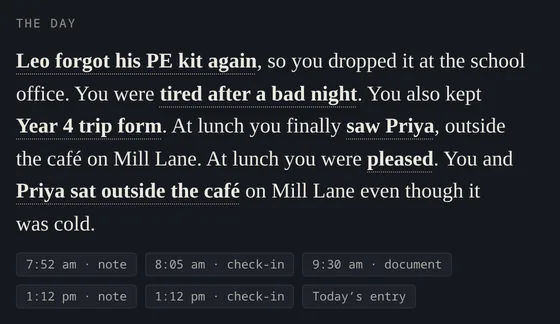 THE DAY
Leo forgot his PE kit again, so you dropped it at the school
office. You were tired after a bad night. You also kept
Year 4 trip form. At lunch you finally saw Priya, outside
the café on Mill Lane. At lunch you were pleased. You and
Priya sat outside the café on Mill Lane even though it
was cold.
7:52 am · note 8:05 am · check-in 9:30 am · document
1:12 pm · note 1:12 pm · check-in Today’s entry